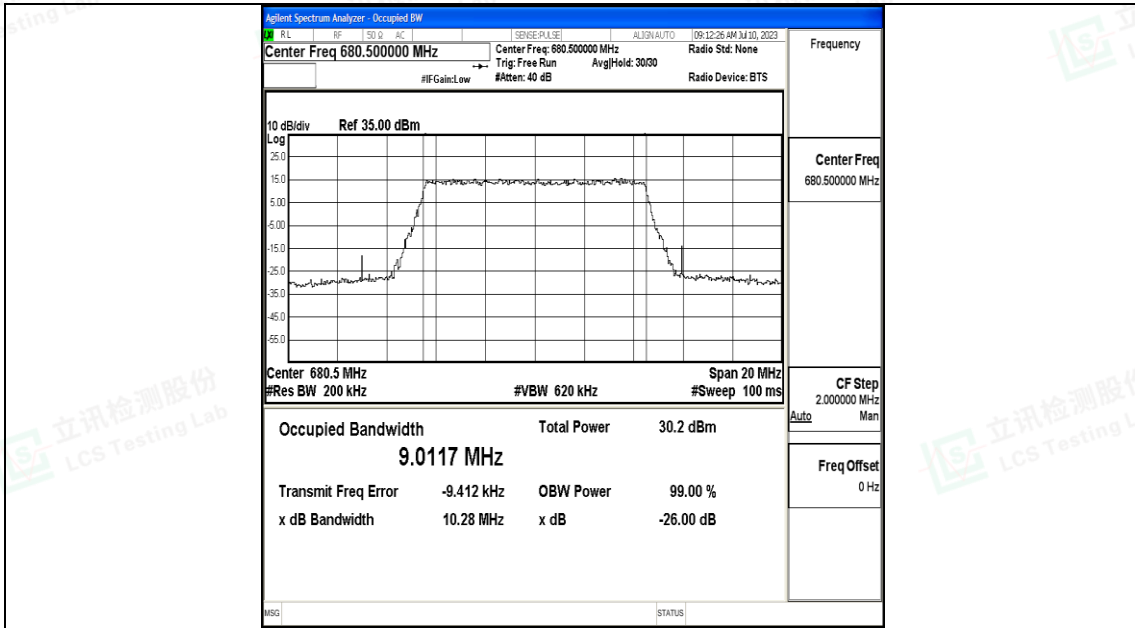 Agilent Spectrum Analyzer - Occupied BW
RL RF 50 Ω AC SENSE:PULSE ALIGN AUTO 09:12:26 AM Jul 10, 2023
Center Freq 680.500000 MHz
Center Freq: 680.500000 MHz Radio Std: None
Trig: Free Run Avg|Hold: 30/30
#IFGain:Low #Atten: 40 dB Radio Device: BTS
Frequency
10 dB/div Ref 35.00 dBm
Log
25.0
15.0
5.00
-5.00
-15.0
-25.0
-35.0
-45.0
-55.0
Center Freq
680.500000 MHz
Center 680.5 MHz Span 20 MHz
#Res BW 200 kHz #VBW 620 kHz #Sweep 100 ms
CF Step
2.000000 MHz
Auto Man
Occupied Bandwidth Total Power 30.2 dBm
9.0117 MHz
Transmit Freq Error -9.412 kHz OBW Power 99.00 %
x dB Bandwidth 10.28 MHz x dB -26.00 dB
Freq Offset
0 Hz
MSG STATUS
立讯检测股份
LCS Testing Lab
立讯检测股份
LCS Testing L